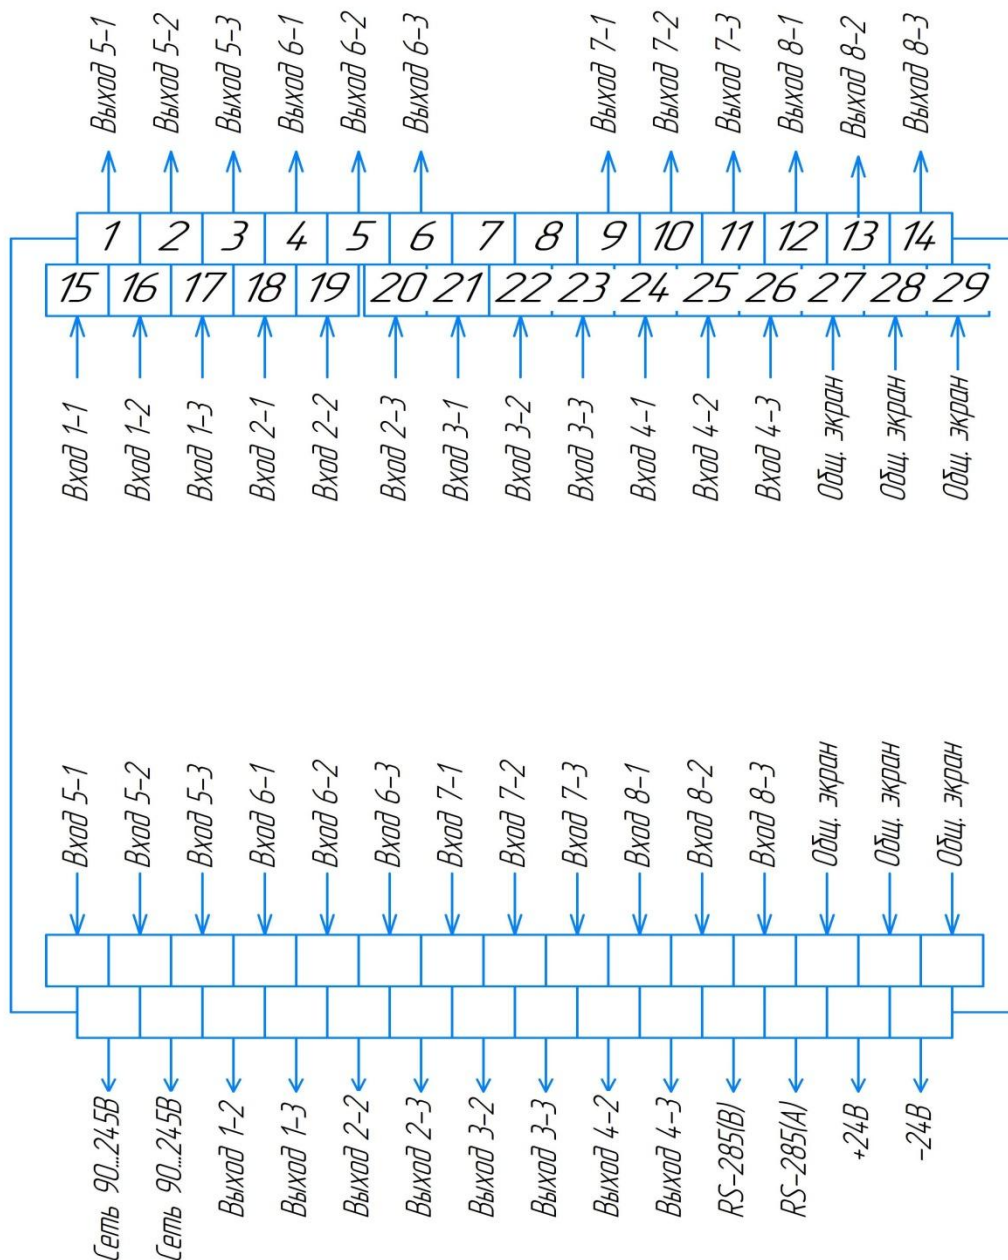 Выход 5-1
Выход 5-2
Выход 5-3
Выход 6-1
Выход 6-2
Выход 6-3
Выход 7-1
Выход 7-2
Выход 7-3
Выход 8-1
Выход 8-2
Выход 8-3
1 2 3 4 5 6 7 8 9 10 11 12 13 14
15 16 17 18 19 20 21 22 23 24 25 26 27 28 29
Вход 1-1
Вход 1-2
Вход 1-3
Вход 2-1
Вход 2-2
Вход 2-3
Вход 3-1
Вход 3-2
Вход 3-3
Вход 4-1
Вход 4-2
Вход 4-3
Общ. экран
Общ. экран
Общ. экран
Вход 5-1
Вход 5-2
Вход 5-3
Вход 6-1
Вход 6-2
Вход 6-3
Вход 7-1
Вход 7-2
Вход 7-3
Вход 8-1
Вход 8-2
Вход 8-3
Общ. экран
Общ. экран
Общ. экран
Сеть 90...245В
Сеть 90...245В
Выход 1-2
Выход 1-3
Выход 2-2
Выход 2-3
Выход 3-2
Выход 3-3
Выход 4-2
Выход 4-3
RS-285(B)
RS-285(A)
+24В
-24В